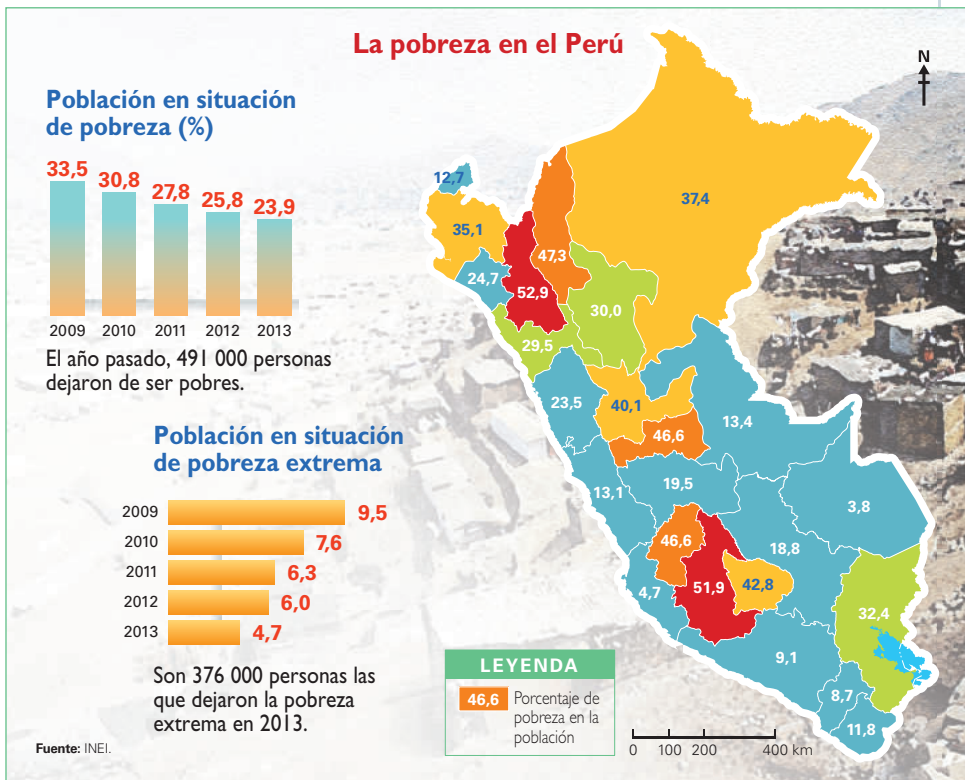 La pobreza en el Perú
Población en situación
de pobreza (%)
33,5
30,8
27,8
25,8
23,9
2009
2010
2011
2012
2013
El año pasado, 491 000 personas
dejaron de ser pobres.
Población en situación
de pobreza extrema
2009 9,5
2010 7,6
2011 6,3
2012 6,0
2013 4,7
Son 376 000 personas las
que dejaron la pobreza
extrema en 2013.
Fuente: INEI.
N
12,7
37,4
35,1
47,3
24,7
52,9
30,0
29,5
23,5
40,1
13,4
46,6
13,1
19,5
3,8
46,6
18,8
4,7
51,9
42,8
32,4
9,1
8,7
11,8
LEYENDA
46,6 Porcentaje de
pobreza en la
población
0 100 200 400 km